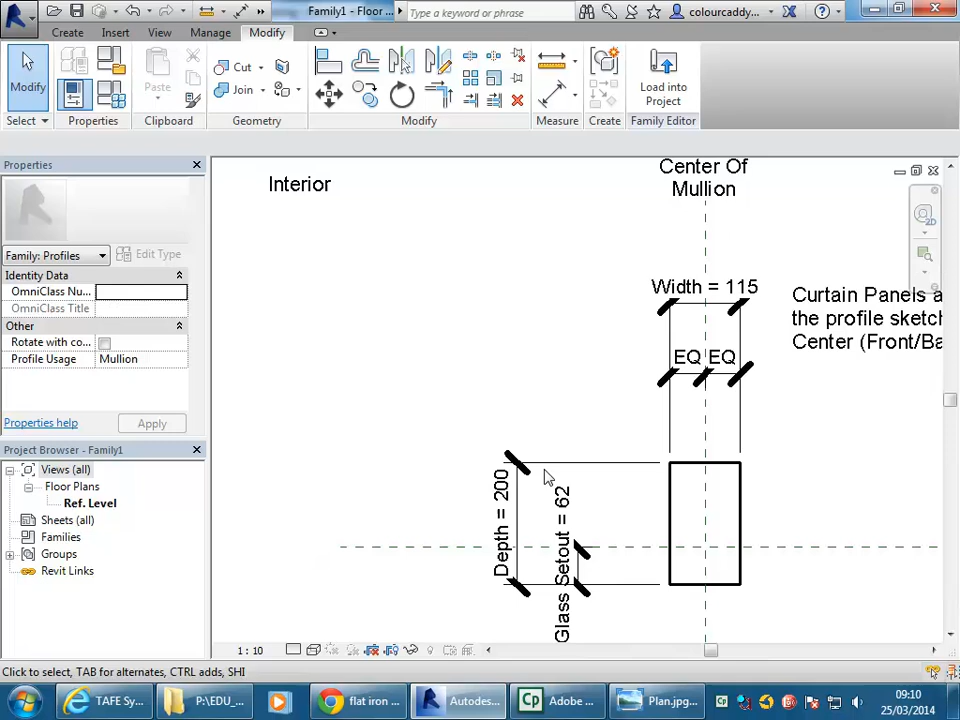 Family1 - Floor ...
Type a keyword or phrase
colourcaddy...
Create
Insert
View
Manage
Modify
Modify
Paste
Cut
Join
Load into
Project
Select
Properties
Clipboard
Geometry
Modify
Measure
Create
Family Editor
Properties
Family: Profiles
Edit Type
Identity Data
OmniClass Nu...
OmniClass Title
Other
Rotate with co...
Profile Usage
Mullion
Properties help
Apply
Project Browser - Family1
Views (all)
Floor Plans
Ref. Level
Sheets (all)
Families
Groups
Revit Links
Interior
Center Of
Mullion
Width = 115
EQ EQ
Curtain Panels a
the profile sketch
Center (Front/Ba
Depth = 200
Glass Setout = 62
2D
1 : 10
Click to select, TAB for alternates, CTRL adds, SHI
TAFE Sy...
P:\EDU_...
flat iron ...
Autodes...
Adobe ...
Plan.jpg...
09:10
25/03/2014